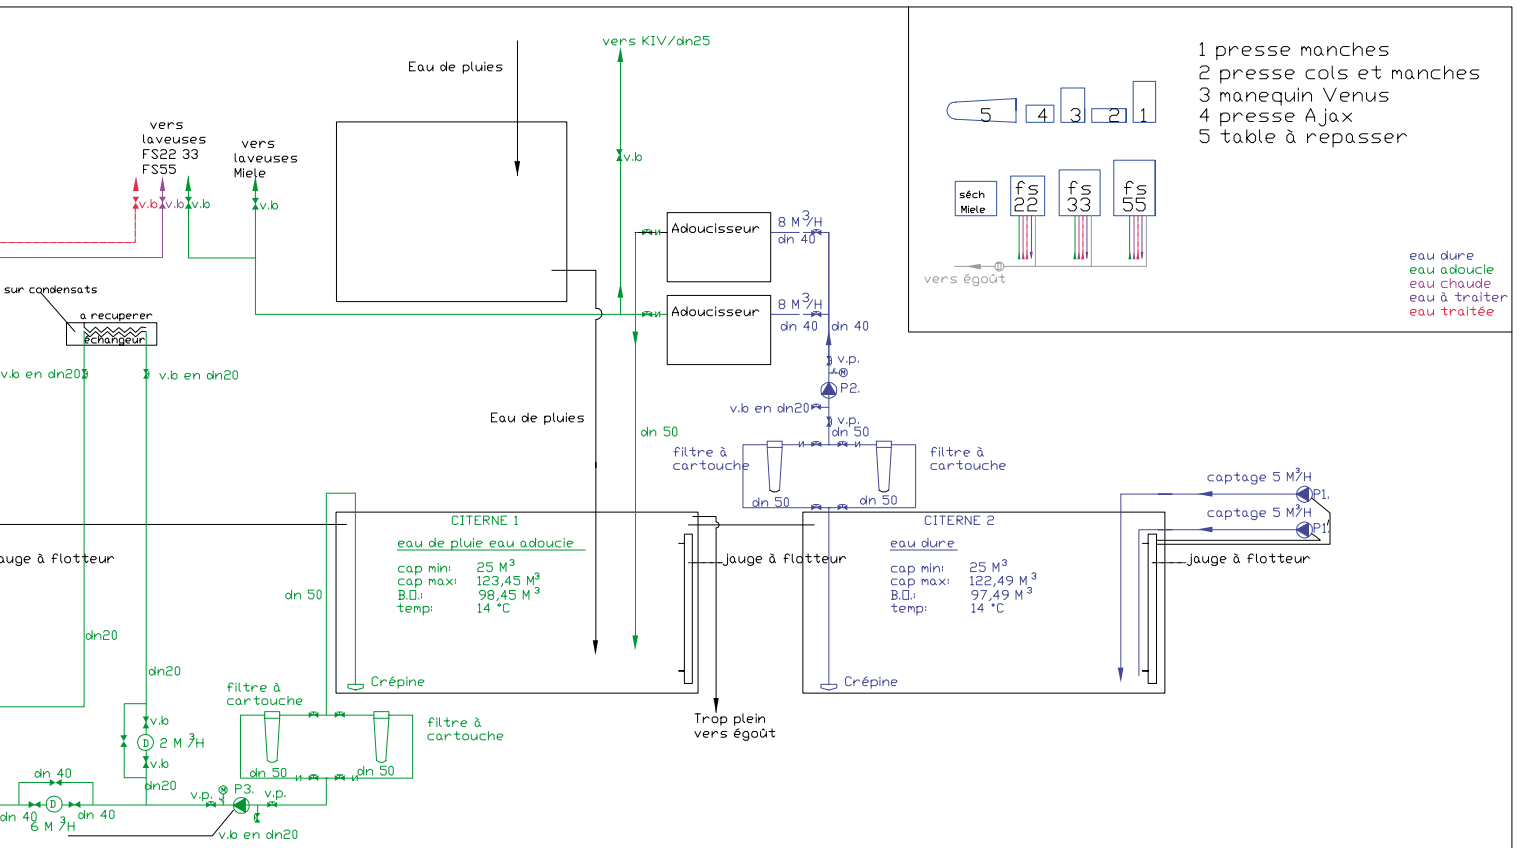 vers KIV/dn25
Eau de pluies
vers
laveuses
FS22 33
FS55
vers
laveuses
Miele
v.b
v.b
v.b
v.b
v.b
sur condensats
a recuperer
échangeur
v.b en dn20
v.b en dn20
Adoucisseur
8 M³/H
dn 40
Adoucisseur
8 M³/H
dn 40
dn 40
v.p.
M
P2.
v.b en dn20
v.p.
dn 50
Eau de pluies
dn 50
filtre à
cartouche
filtre à
cartouche
dn 50
dn 50
captage 5 M³/H
P1.
captage 5 M³/H
P1'.
CITERNE 1
eau de pluie eau adoucie
cap min: 25 M³
cap max: 123,45 M³
B.O.: 98,45 M³
temp: 14 °C
Crépine
CITERNE 2
eau dure
cap min: 25 M³
cap max: 122,49 M³
B.O.: 97,49 M³
temp: 14 °C
Crépine
auge à flotteur
jauge à flotteur
jauge à flotteur
dn 50
dn20
dn20
Trop plein
vers égoût
filtre à
cartouche
filtre à
cartouche
dn 50
dn 50
v.b
D
2 M³/H
v.b
dn20
dn 40
D
dn 40
dn 40
6 M³/H
v.p.
M
P3.
v.p.
v.b en dn20
1 presse manches
2 presse cols et manches
3 manequin Venus
4 presse Ajax
5 table à repasser
5
4
3
2
1
séch
Miele
fs
22
fs
33
fs
55
D
vers égoût
eau dure
eau adoucie
eau chaude
eau à traiter
eau traitée